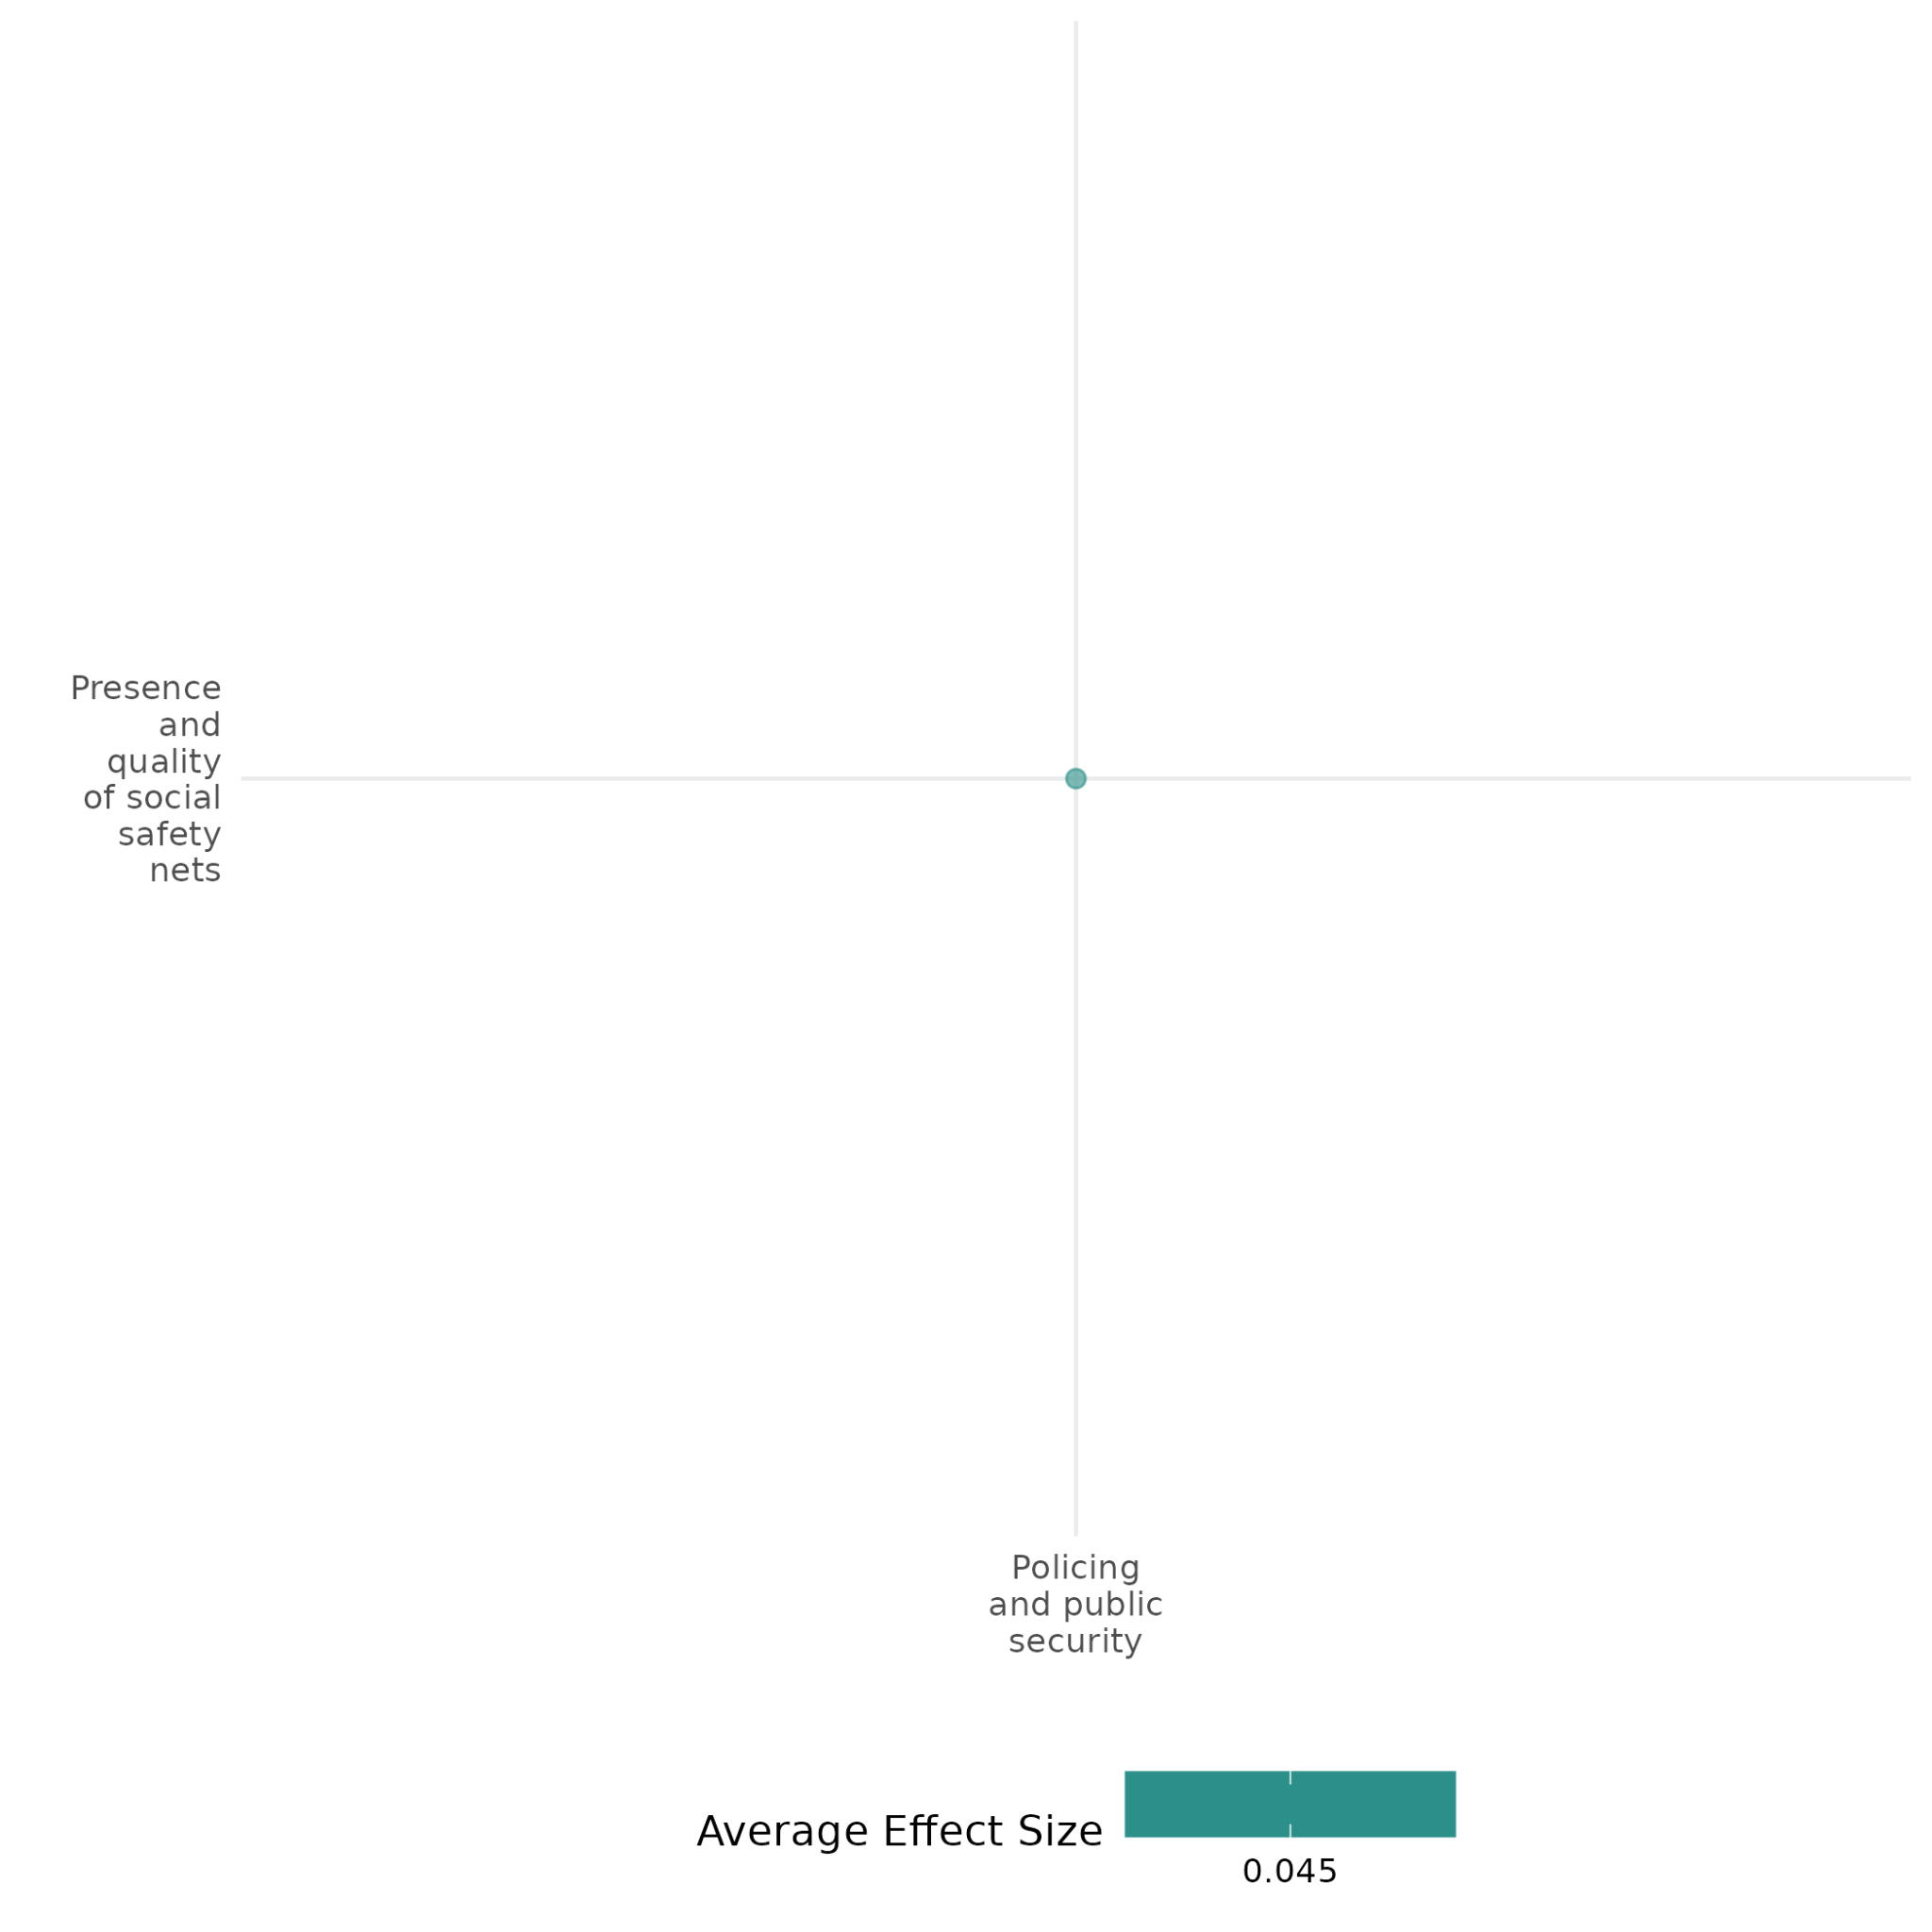 Presence
and
quality
of social
safety
nets
Policing
and public
security
Average Effect Size
0.045